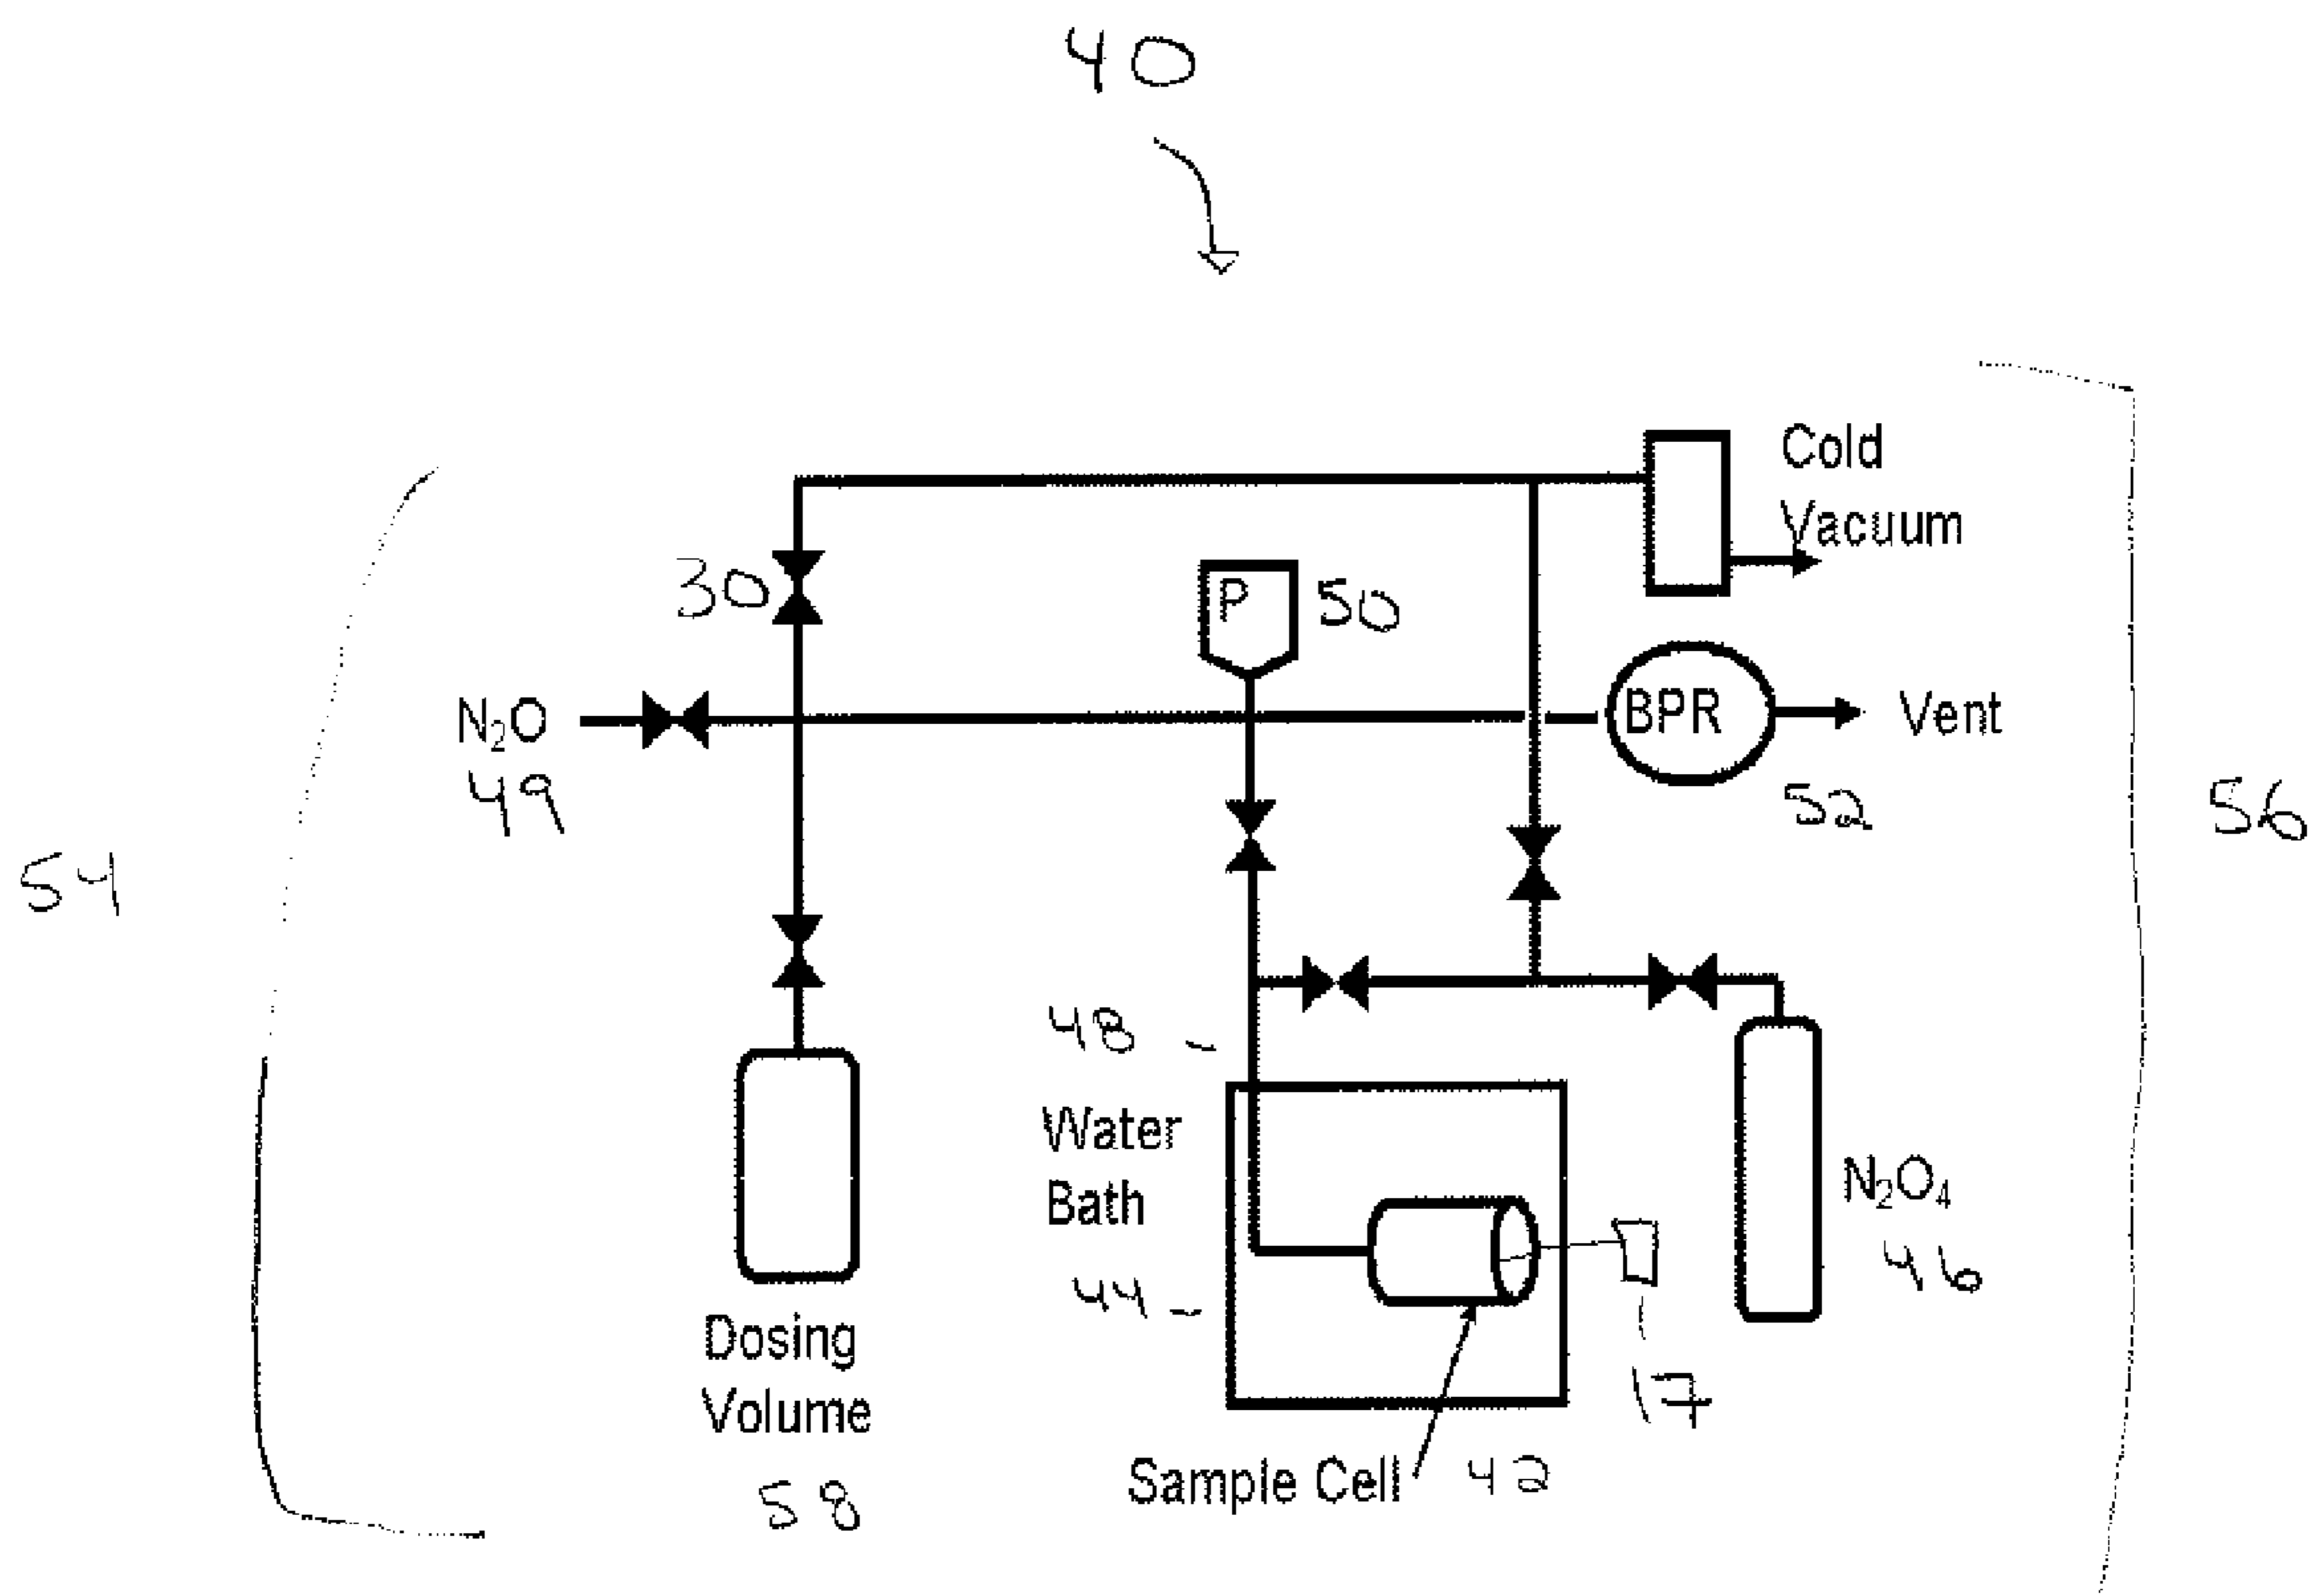 40
Cold
Vacuum
30
P
50
N₂O
BPR
Vent
49
52
54
56
48
Water
Bath
44
N₂O₄
46
17
Dosing
Volume
58
Sample Cell
42